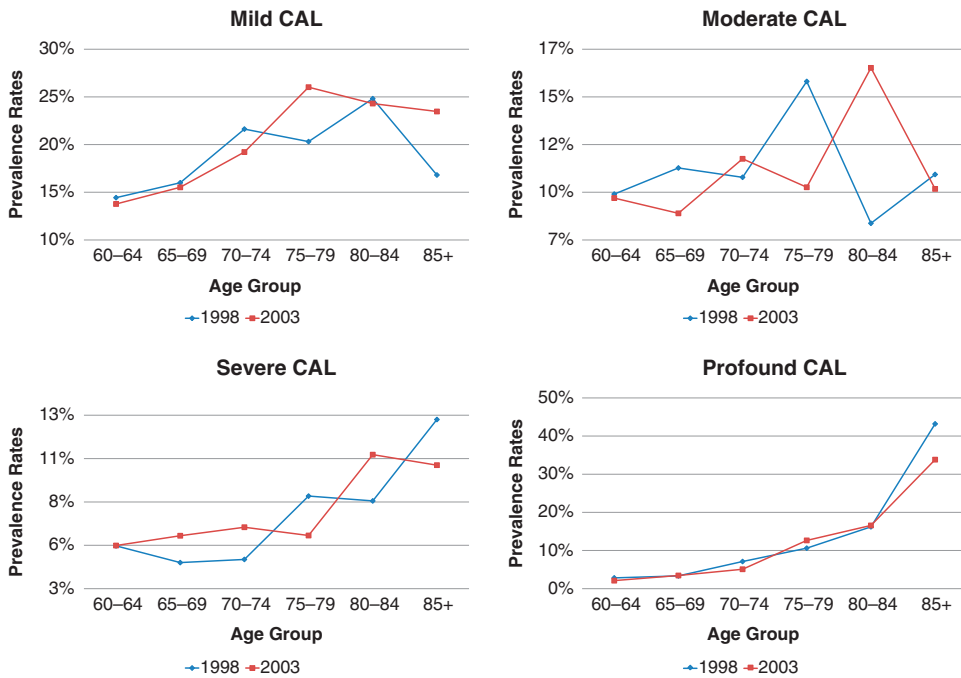 Mild CAL
30%
25%
20%
15%
10%
Prevalence Rates
60–64 65–69 70–74 75–79 80–84 85+
Age Group
1998 2003
Moderate CAL
17%
15%
12%
10%
7%
Prevalence Rates
60–64 65–69 70–74 75–79 80–84 85+
Age Group
1998 2003
Severe CAL
13%
11%
8%
6%
3%
Prevalence Rates
60–64 65–69 70–74 75–79 80–84 85+
Age Group
1998 2003
Profound CAL
50%
40%
30%
20%
10%
0%
Prevalence Rates
60–64 65–69 70–74 75–79 80–84 85+
Age Group
1998 2003